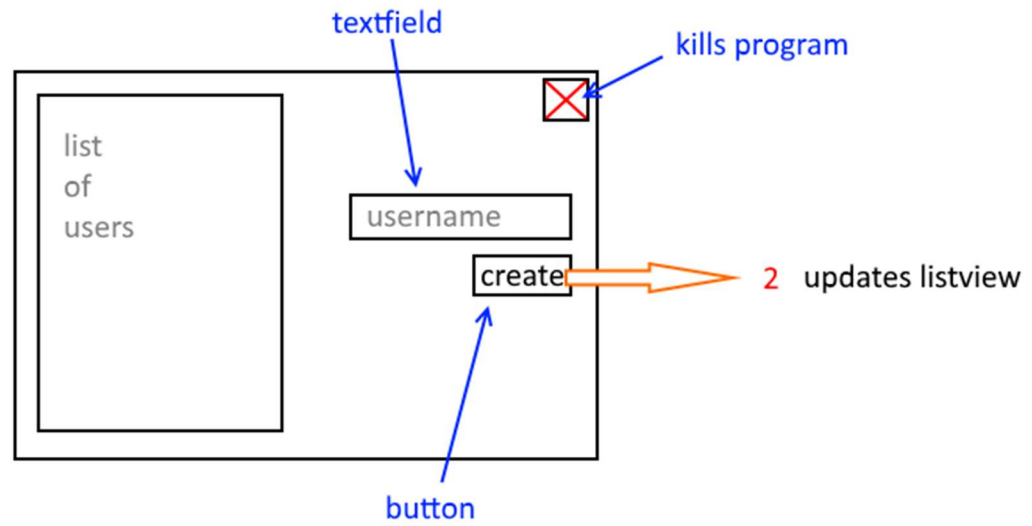 textfield
kills program
list
of
users
username
create
2 updates listview
button